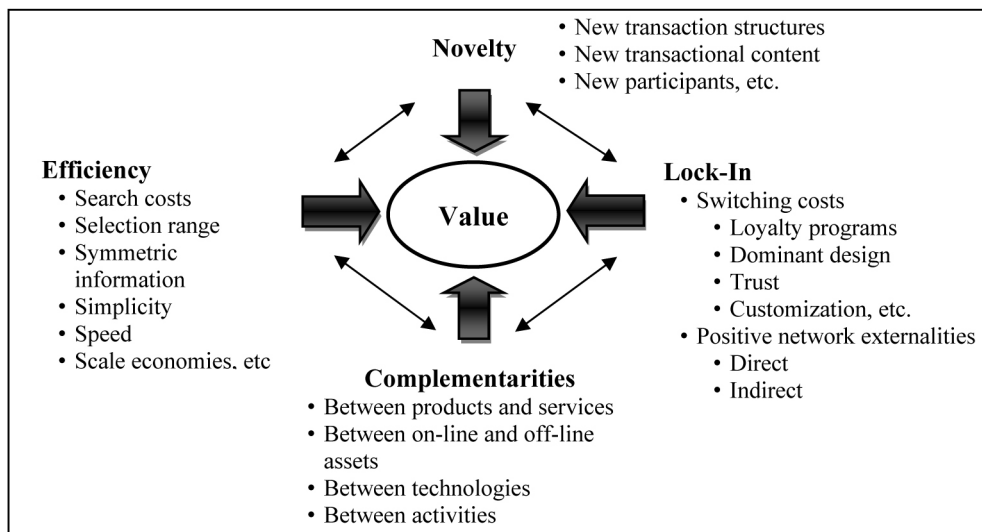 Novelty
• New transaction structures
• New transactional content
• New participants, etc.
Efficiency
• Search costs
• Selection range
• Symmetric
information
• Simplicity
• Speed
• Scale economies, etc
Value
Lock-In
• Switching costs
• Loyalty programs
• Dominant design
• Trust
• Customization, etc.
• Positive network externalities
• Direct
• Indirect
Complementarities
• Between products and services
• Between on-line and off-line
assets
• Between technologies
• Between activities